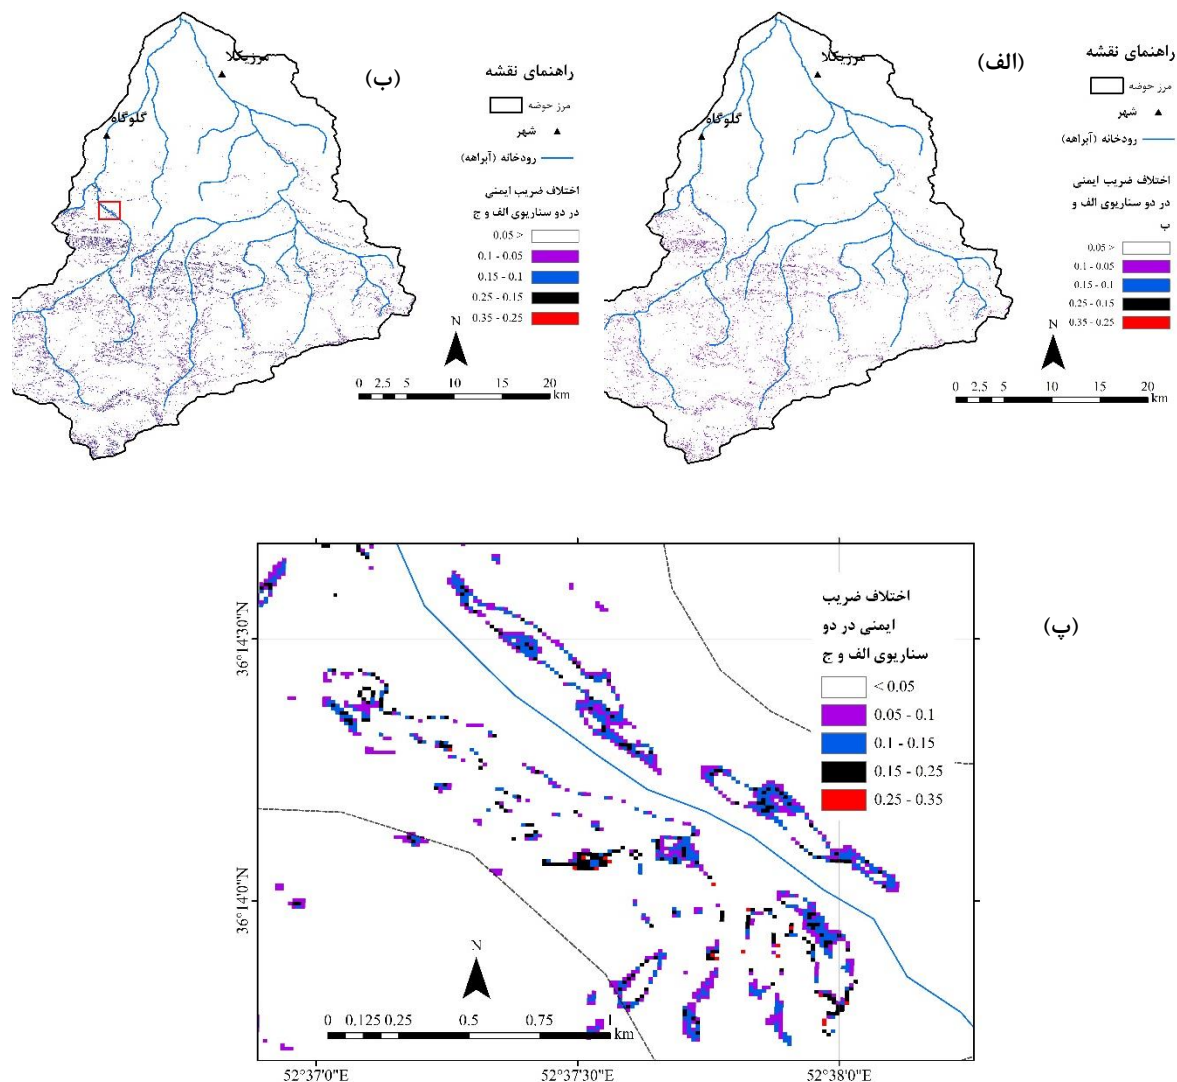 (الف)
راهنمای نقشه
مرز حوضه
شهر
رودخانه (آبراهه)
اختلاف ضریب ایمنی
در دو سناریوی الف و
ب
0.05 >
0.1 - 0.05
0.15 - 0.1
0.25 - 0.15
0.35 - 0.25
N
0 2.5 5 10 15 20
km
مرزیکلا
گلوگاه
(ب)
راهنمای نقشه
مرز حوضه
شهر
رودخانه (آبراهه)
اختلاف ضریب ایمنی
در دو سناریوی الف و ج
0.05 >
0.1 - 0.05
0.15 - 0.1
0.25 - 0.15
0.35 - 0.25
N
0 2.5 5 10 15 20
km
مرزیکلا
گلوگاه
(پ)
اختلاف ضریب
ایمنی در دو
سناریوی الف و ج
< 0.05
0.05 - 0.1
0.1 - 0.15
0.15 - 0.25
0.25 - 0.35
36°14'30"N
36°14'0"N
N
0 0.125 0.25 0.5 0.75 1
km
52°37'0"E 52°37'30"E 52°38'0"E